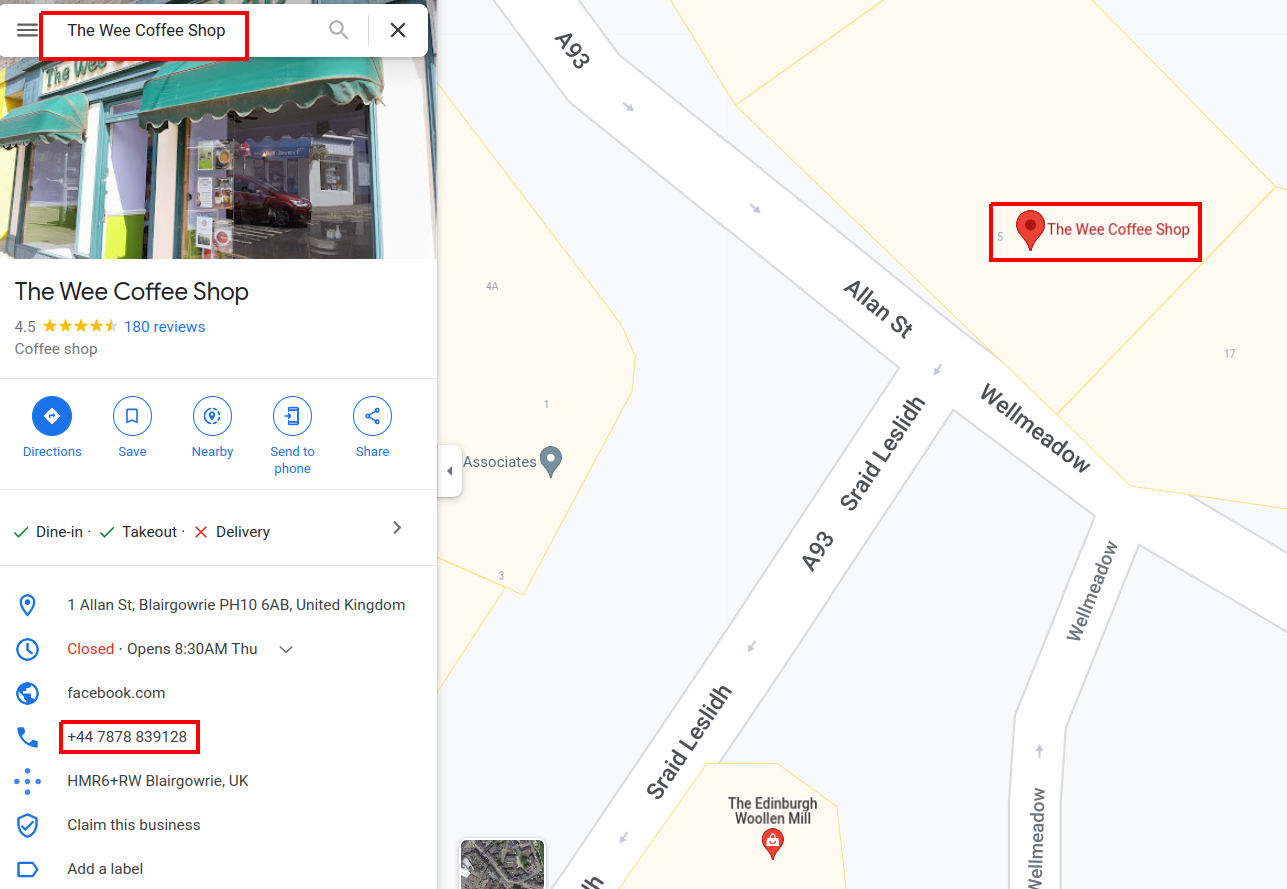 The Wee Coffee Shop
The Wee
The Wee Coffee Shop
4.5
180 reviews
Coffee shop
Directions
Save
Nearby
Send to
phone
Share
Dine-in ·
Takeout ·
Delivery
1 Allan St, Blairgowrie PH10 6AB, United Kingdom
Closed · Opens 8:30AM Thu
facebook.com
+44 7878 839128
HMR6+RW Blairgowrie, UK
Claim this business
Add a label
A93
5
The Wee Coffee Shop
4A
Allan St
17
1
Wellmeadow
Sraid Leslidh
Associates
A93
3
Wellmeadow
Sraid Leslidh
The Edinburgh
Woollen Mill
Wellmeadow